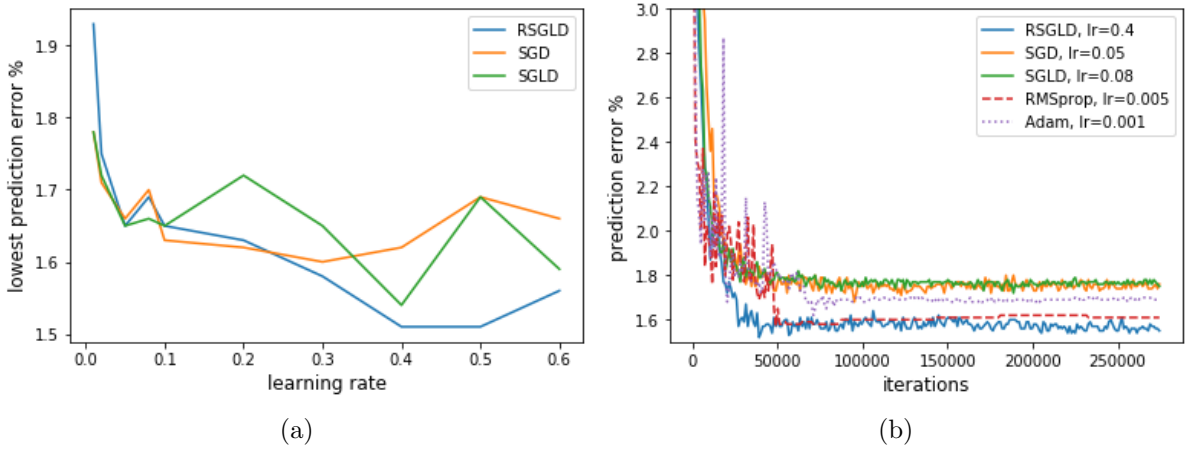 1.9
1.8
1.7
1.6
1.5
lowest prediction error %
0.0 0.1 0.2 0.3 0.4 0.5 0.6
learning rate
RSGLD
SGD
SGLD
(a)
3.0
2.8
2.6
2.4
2.2
2.0
1.8
1.6
prediction error %
0 50000 100000 150000 200000 250000
iterations
RSGLD, lr=0.4
SGD, lr=0.05
SGLD, lr=0.08
RMSprop, lr=0.005
Adam, lr=0.001
(b)